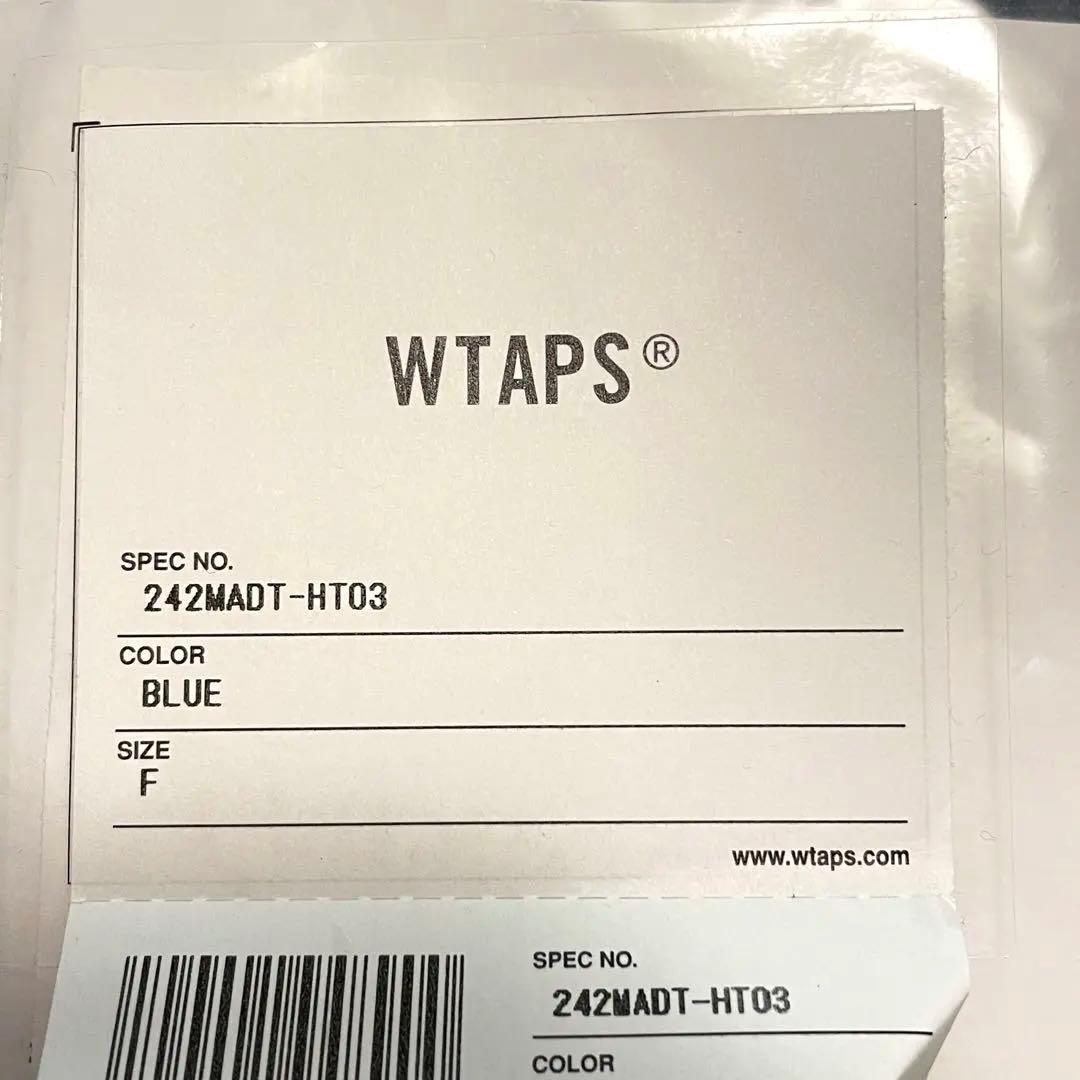 WTAPS®
SPEC NO.
242MADT-HT03
COLOR
BLUE
SIZE
F
www.wtaps.com
SPEC NO.
242MADT-HT03
COLOR